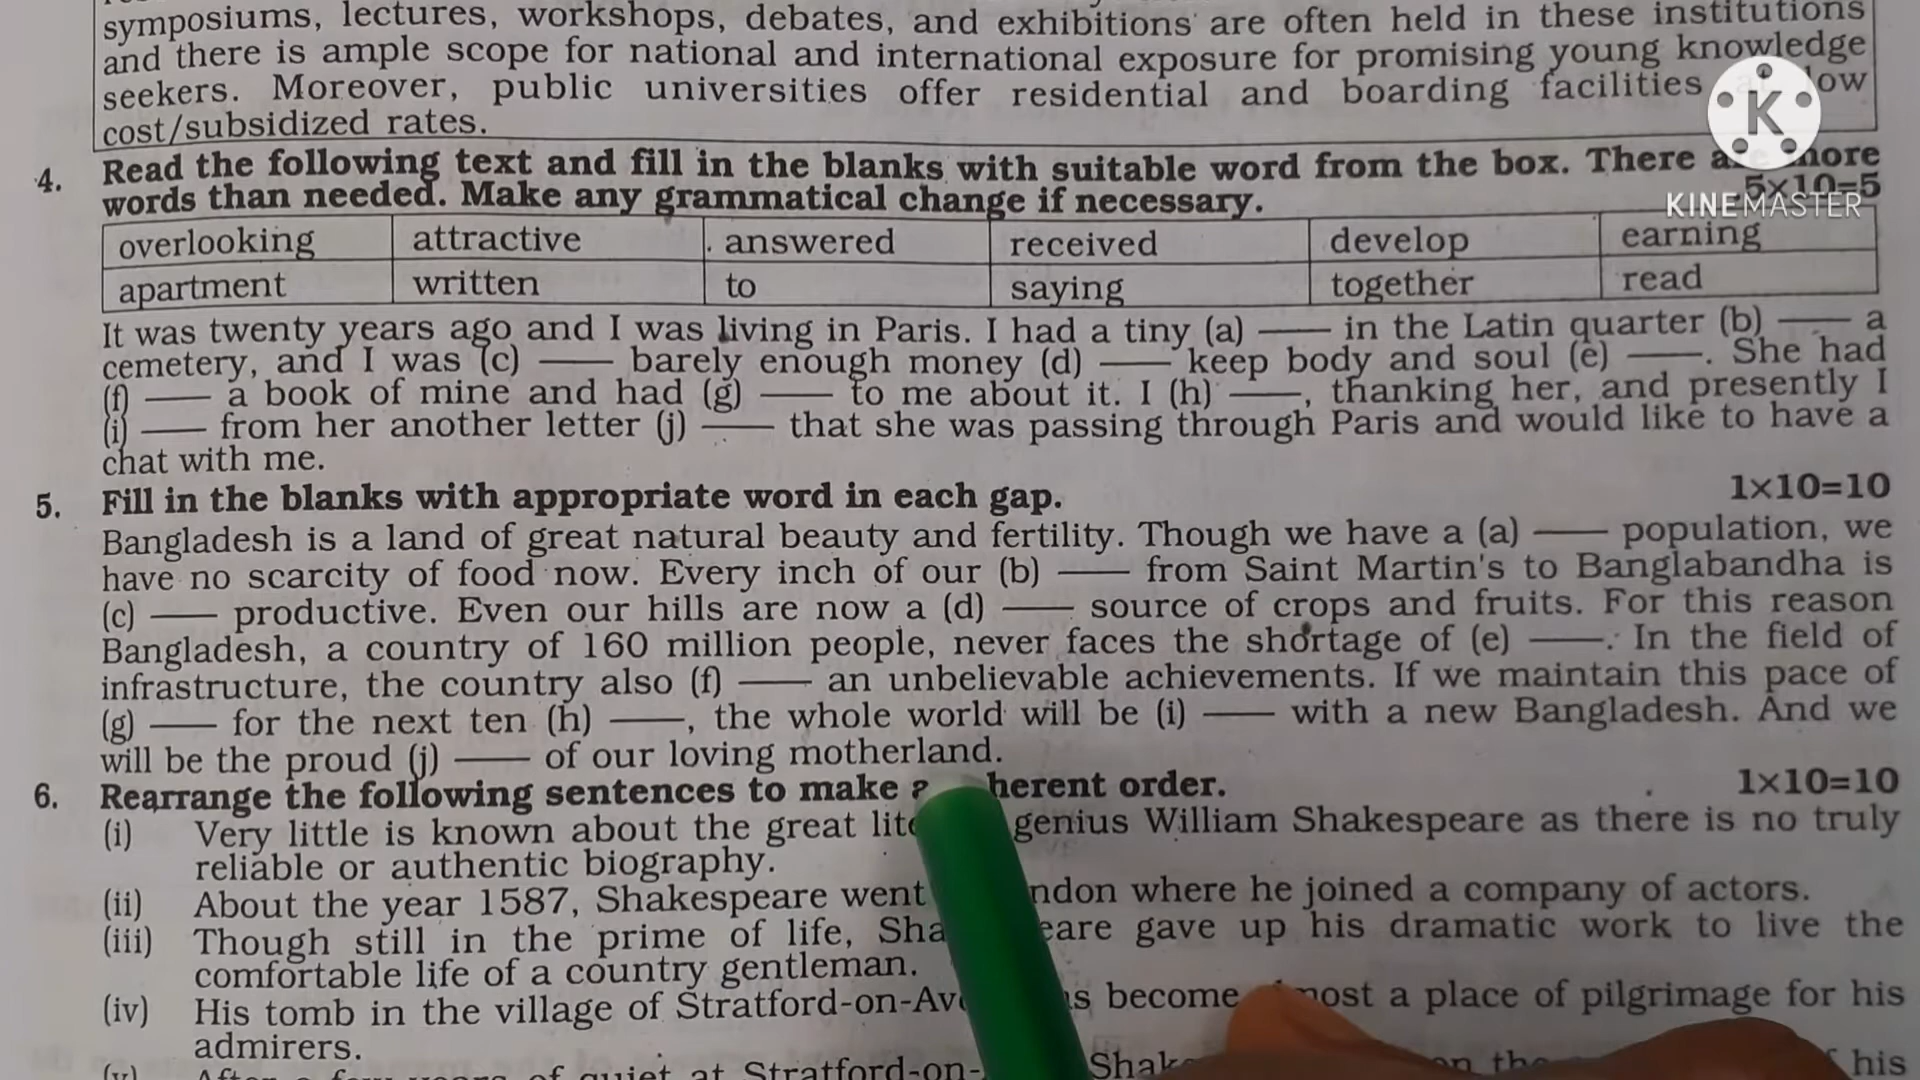 symposiums, lectures, workshops, debates, and exhibitions are often held in these institutions
and there is ample scope for national and international exposure for promising young knowledge
seekers. Moreover, public universities offer residential and boarding facilities low
cost/subsidized rates.
K
KINEMASTER
4. Read the following text and fill in the blanks with suitable word from the box. There more
words than needed. Make any grammatical change if necessary. 5×10=5
overlooking attractive answered received develop earning
apartment written to saying together read
It was twenty years ago and I was living in Paris. I had a tiny (a) —— in the Latin quarter (b) —— a
cemetery, and I was (c) —— barely enough money (d) —— keep body and soul (e) ——. She had
(f) —— a book of mine and had (g) —— to me about it. I (h) ——, thanking her, and presently I
(i) —— from her another letter (j) —— that she was passing through Paris and would like to have a
chat with me.
5. Fill in the blanks with appropriate word in each gap. 1×10=10
Bangladesh is a land of great natural beauty and fertility. Though we have a (a) —— population, we
have no scarcity of food now. Every inch of our (b) —— from Saint Martin's to Banglabandha is
(c) —— productive. Even our hills are now a (d) —— source of crops and fruits. For this reason
Bangladesh, a country of 160 million people, never faces the shortage of (e) ——. In the field of
infrastructure, the country also (f) —— an unbelievable achievements. If we maintain this pace of
(g) —— for the next ten (h) ——, the whole world will be (i) —— with a new Bangladesh. And we
will be the proud (j) —— of our loving motherland.
6. Rearrange the following sentences to make herent order. 1×10=10
(i) Very little is known about the great genius William Shakespeare as there is no truly
reliable or authentic biography.
(ii) About the year 1587, Shakespeare went ndon where he joined a company of actors.
(iii) Though still in the prime of life, Sha eare gave up his dramatic work to live the
comfortable life of a country gentleman.
(iv) His tomb in the village of Stratford-on-Av s become most a place of pilgrimage for his
admirers.
(v) After a few years of quiet at Stratford-on- Shak on the his